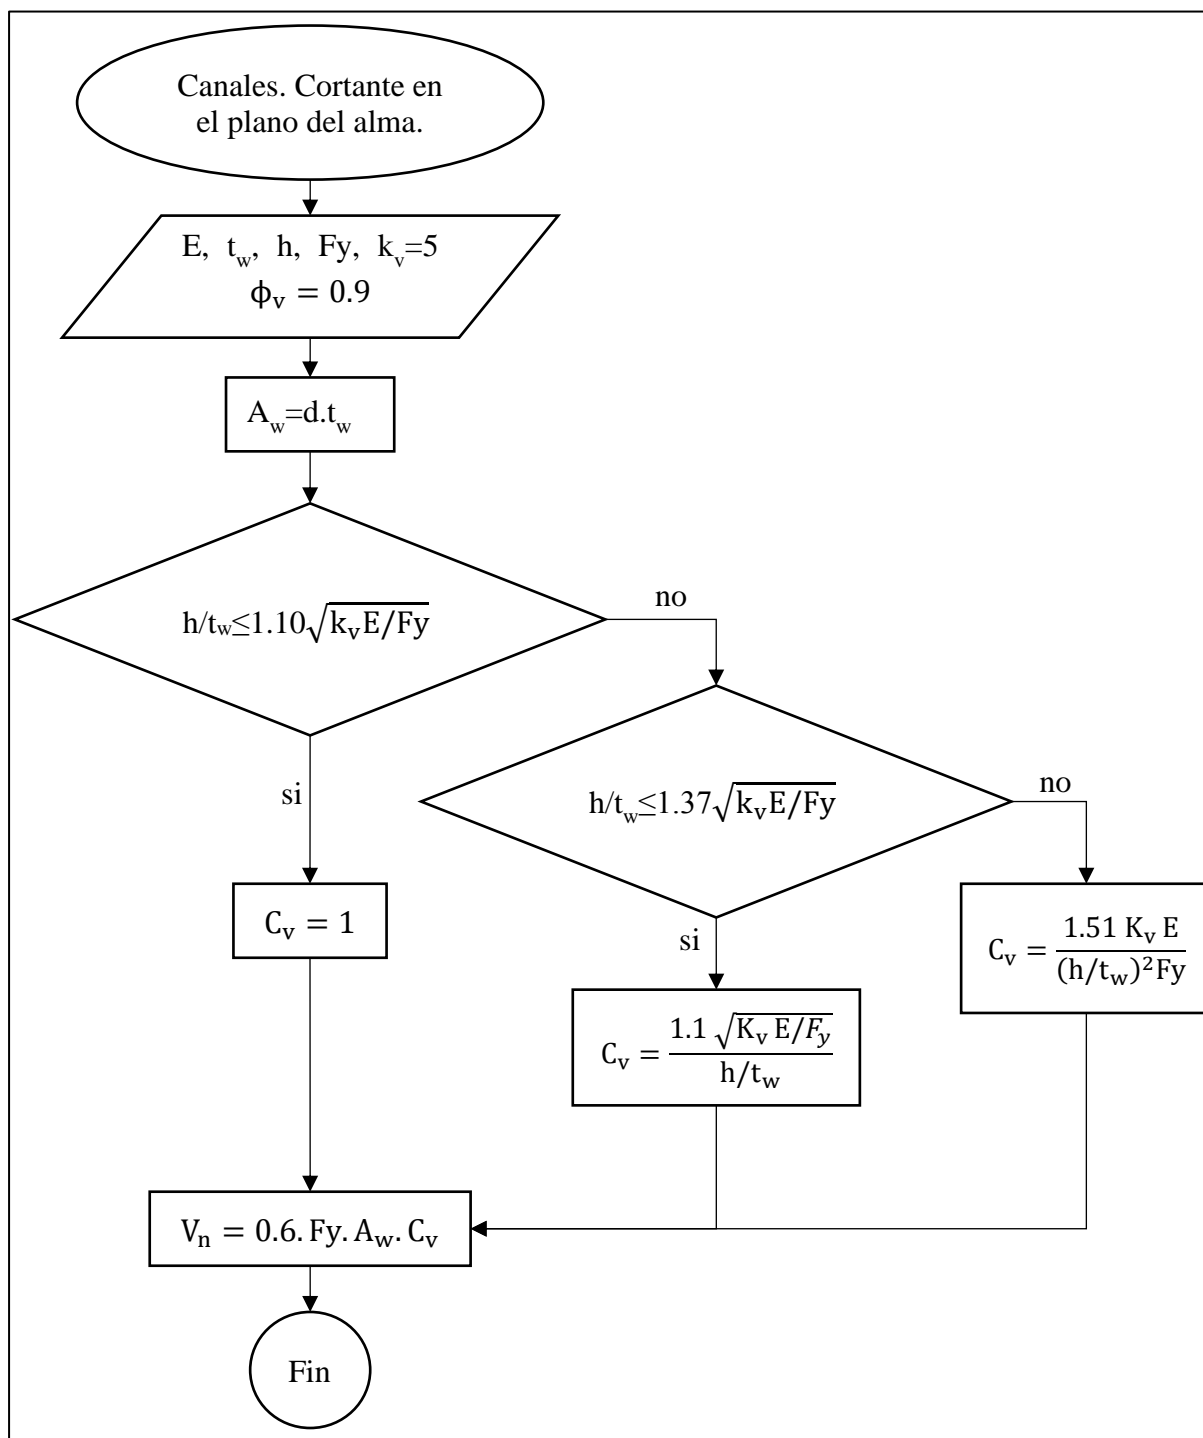 Canales. Cortante en
el plano del alma.
E, t_w, h, Fy, k_v=5
ϕ_v = 0.9
A_w=d.t_w
h/t_w≤1.10√(k_vE/Fy)
no
si
h/t_w≤1.37√(k_vE/Fy)
no
si
C_v = 1
C_v = 1.51 K_v E / (h/t_w)²Fy
C_v = 1.1 √(K_v E/F_y) / h/t_w
V_n = 0.6. Fy. A_w. C_v
Fin